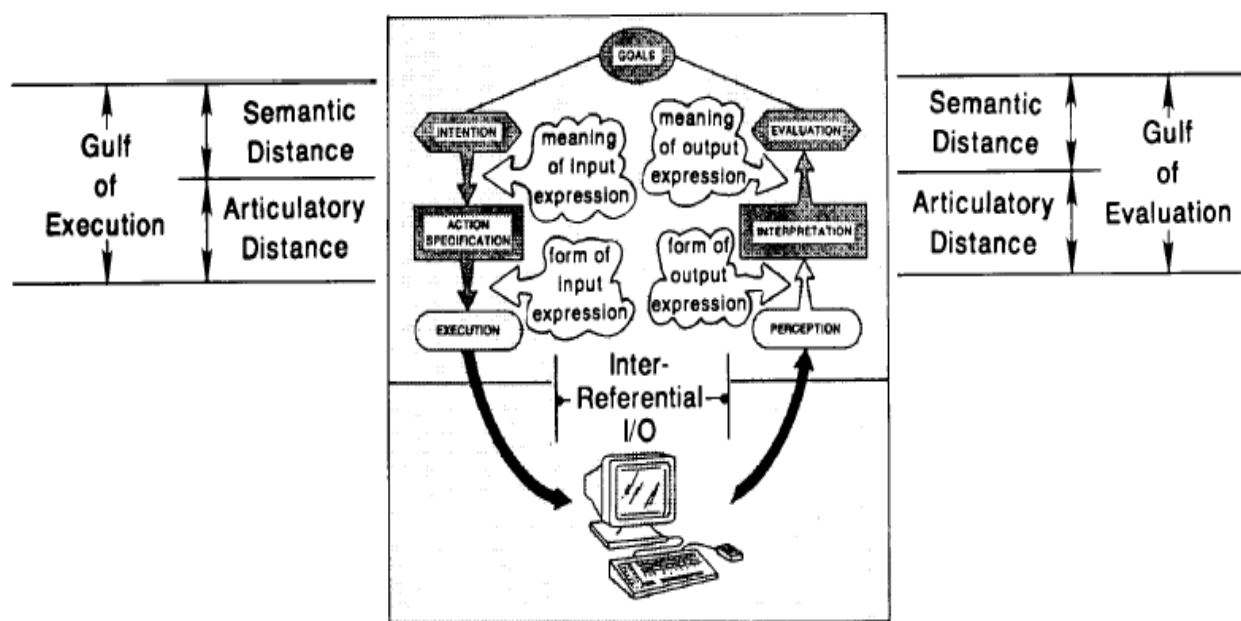 GOALS
Gulf
of
Execution
Semantic
Distance
Articulatory
Distance
INTENTION
meaning
of input
expression
ACTION
SPECIFICATION
form of
input
expression
EXECUTION
meaning
of output
expression
EVALUATION
INTERPRETATION
form of
output
expression
PERCEPTION
Semantic
Distance
Articulatory
Distance
Gulf
of
Evaluation
Inter-
Referential
I/O